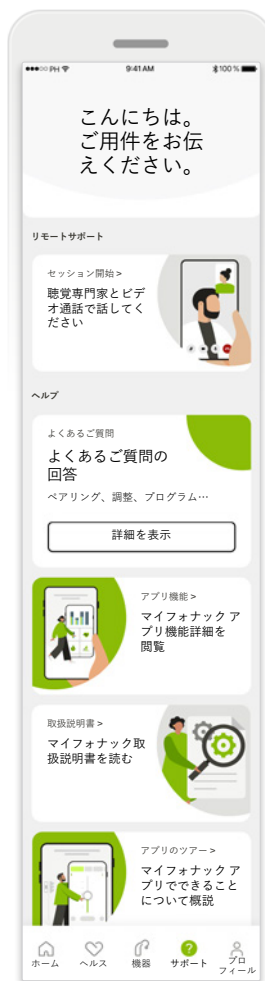 PH 9:41 AM 100 %
こんにちは。
ご用件をお伝
えください。
リモートサポート
セッション開始 >
聴覚専門家とビデ
オ通話で話してく
ださい
ヘルプ
よくあるご質問
よくあるご質問の
回答
ペアリング、調整、プログラム…
詳細を表示
アプリ機能 >
マイフォナック ア
プリ機能詳細を
閲覧
取扱説明書 >
マイフォナック取
扱説明書を読む
アプリのツアー >
マイフォナック ア
プリでできること
について概説
ホーム ヘルス 機器 サポート プロ
フィール